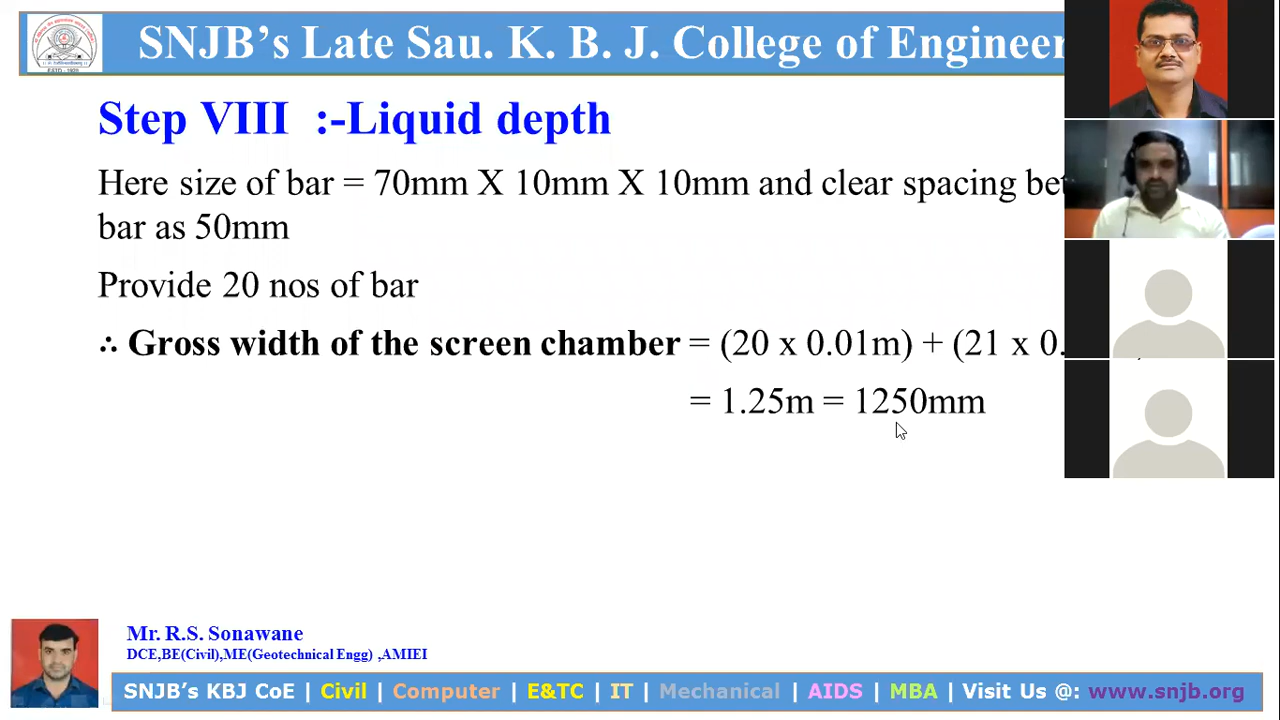 SNJB's Late Sau. K. B. J. College of Engineer
Step VIII :-Liquid depth
Here size of bar = 70mm X 10mm X 10mm and clear spacing bet
bar as 50mm
Provide 20 nos of bar
∴ Gross width of the screen chamber = (20 x 0.01m) + (21 x 0.
= 1.25m = 1250mm
Mr. R.S. Sonawane
DCE,BE(Civil),ME(Geotechnical Engg) ,AMIEI
SNJB's KBJ CoE | Civil | Computer | E&TC | IT | Mechanical | AIDS | MBA | Visit Us @: www.snjb.org